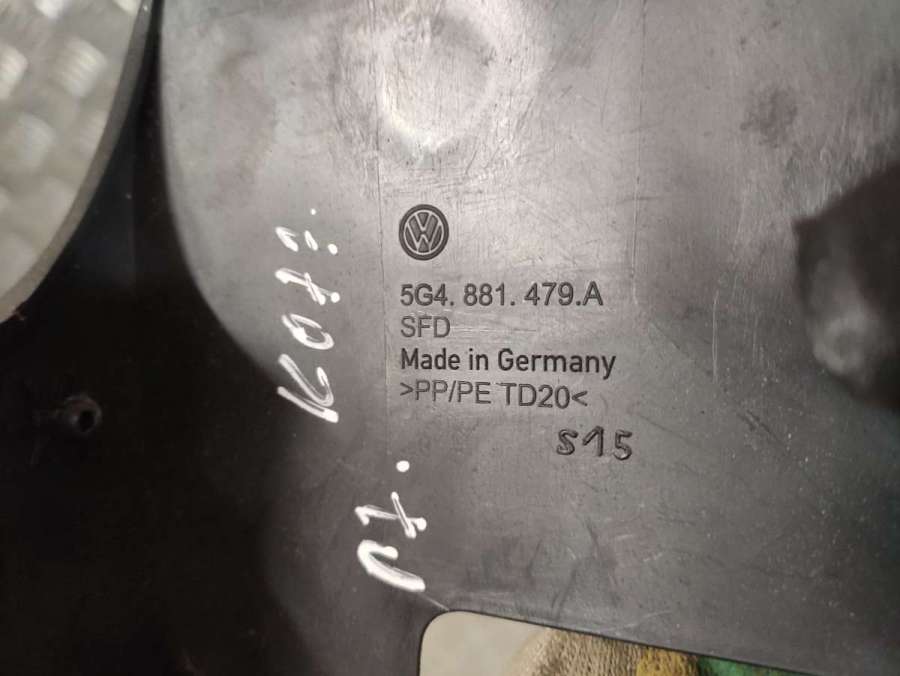 5G4. 881. 479.A
SFD
Made in Germany
>PP/PE TD20<
S15